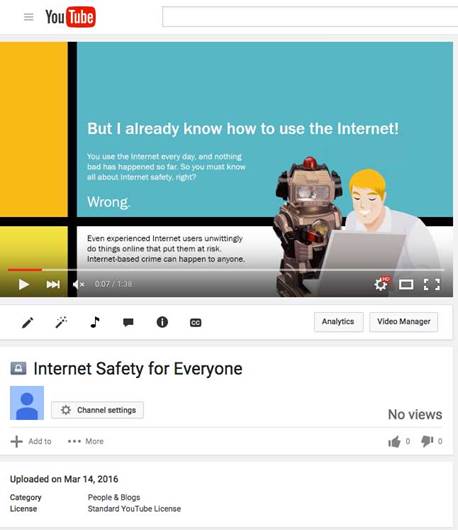 YouTube
But I already know how to use the Internet!
You use the Internet every day, and nothing
bad has happened so far. So you must know
all about Internet safety, right?
Wrong.
Even experienced Internet users unwittingly
do things online that put them at risk.
Internet-based crime can happen to anyone.
0:07 / 1:38
HD
CC
Analytics
Video Manager
Internet Safety for Everyone
Channel settings
No views
Add to
More
0
0
Uploaded on Mar 14, 2016
Category People & Blogs
License Standard YouTube License